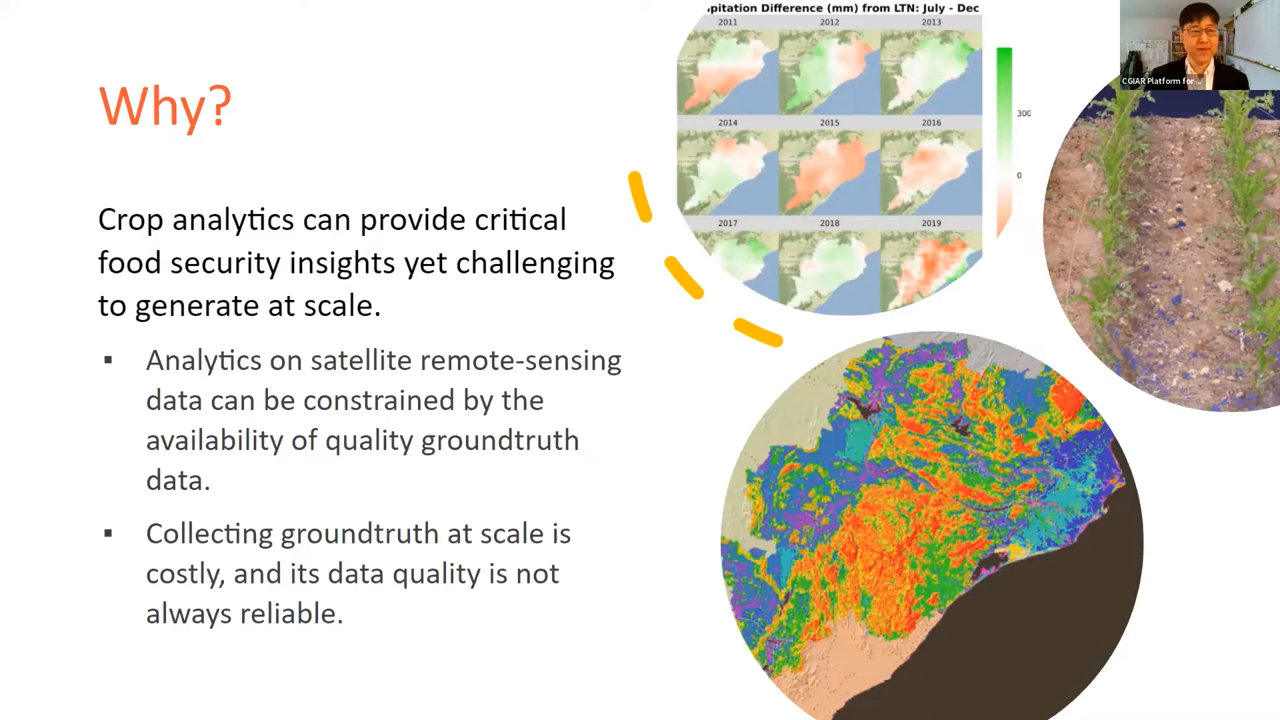 Why?
Crop analytics can provide critical
food security insights yet challenging
to generate at scale.
▪ Analytics on satellite remote-sensing
data can be constrained by the
availability of quality groundtruth
data.
▪ Collecting groundtruth at scale is
costly, and its data quality is not
always reliable.
pitation Difference (mm) from LTN: July - Dec
2011 2012 2013
2014 2015 2016
2017 2018 2019
300
0
CGIAR Platform for ...